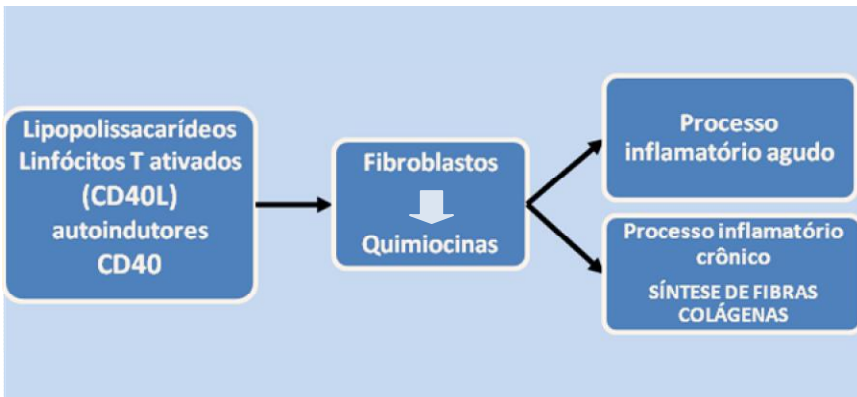 Lipopolissacarídeos
Linfócitos T ativados
(CD40L)
autoindutores
CD40
Fibroblastos
Quimiocinas
Processo
inflamatório agudo
Processo inflamatório
crônico
SÍNTESE DE FIBRAS
COLÁGENAS